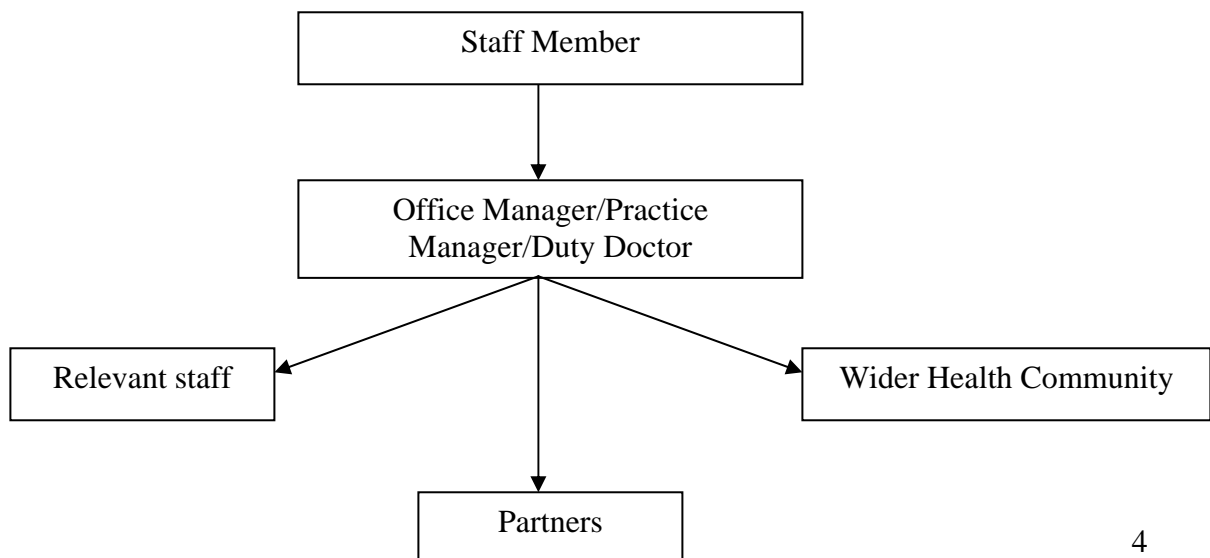 Staff Member
Office Manager/Practice
Manager/Duty Doctor
Relevant staff
Wider Health Community
Partners
4